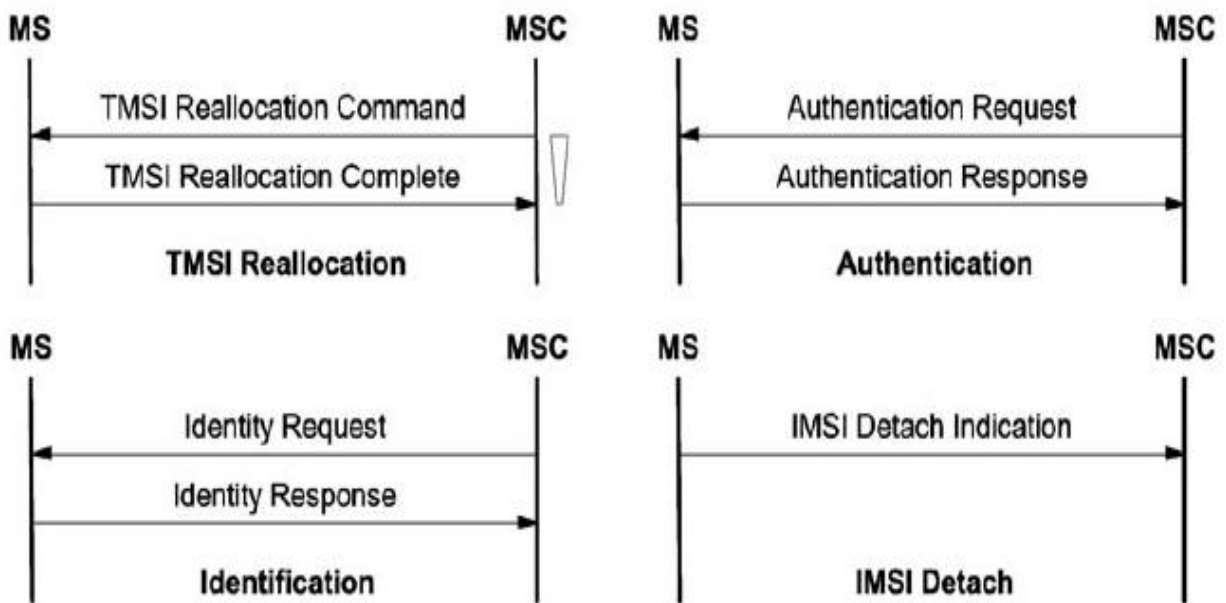 MS MSC
TMSI Reallocation Command
TMSI Reallocation Complete
TMSI Reallocation
MS MSC
Authentication Request
Authentication Response
Authentication
MS MSC
Identity Request
Identity Response
Identification
MS MSC
IMSI Detach Indication
IMSI Detach